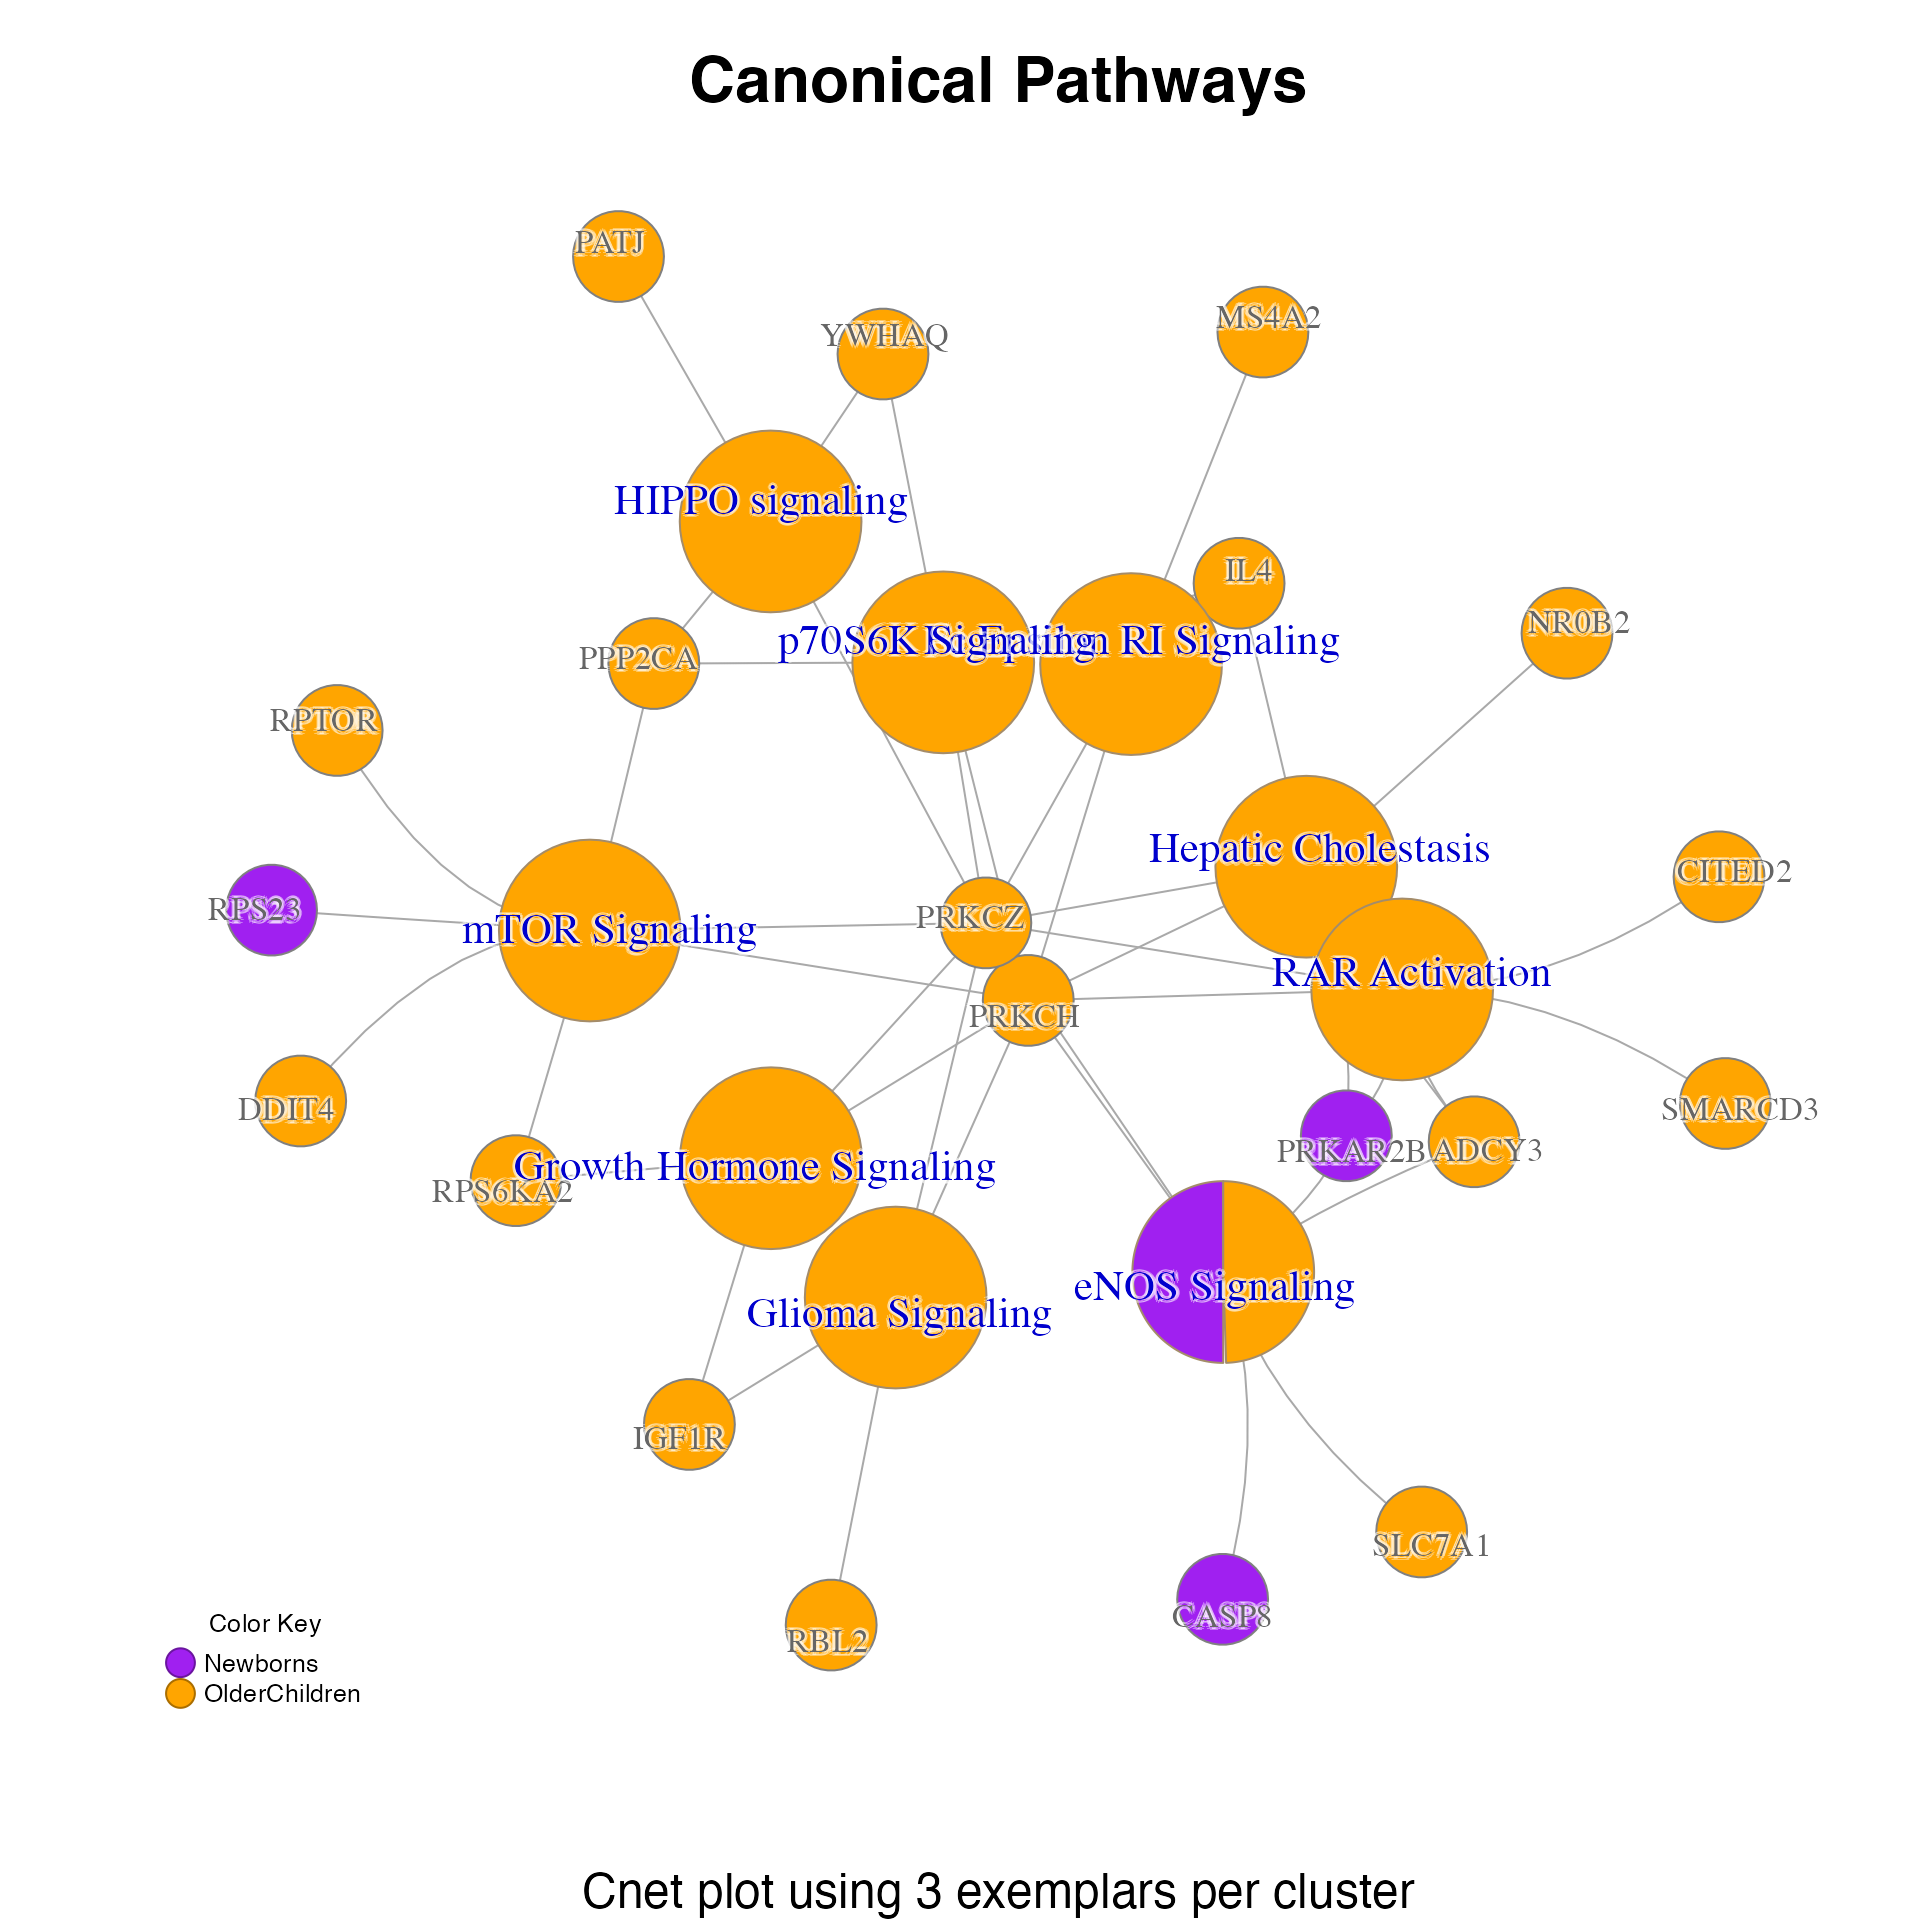 Canonical Pathways
PATJ
MS4A2
YWHAQ
HIPPO signaling
IL4
NR0B2
p70S6K Signaling
RI Signaling
PPP2CA
RPTOR
Hepatic Cholestasis
CITED2
RPS23
PRKCZ
mTOR Signaling
RAR Activation
PRKCH
DDIT4
SMARCD3
PRKAR2B
ADCY3
Growth Hormone Signaling
RPS6KA2
eNOS Signaling
Glioma Signaling
IGF1R
SLC7A1
CASP8
RBL2
Color Key
Newborns
OlderChildren
Cnet plot using 3 exemplars per cluster